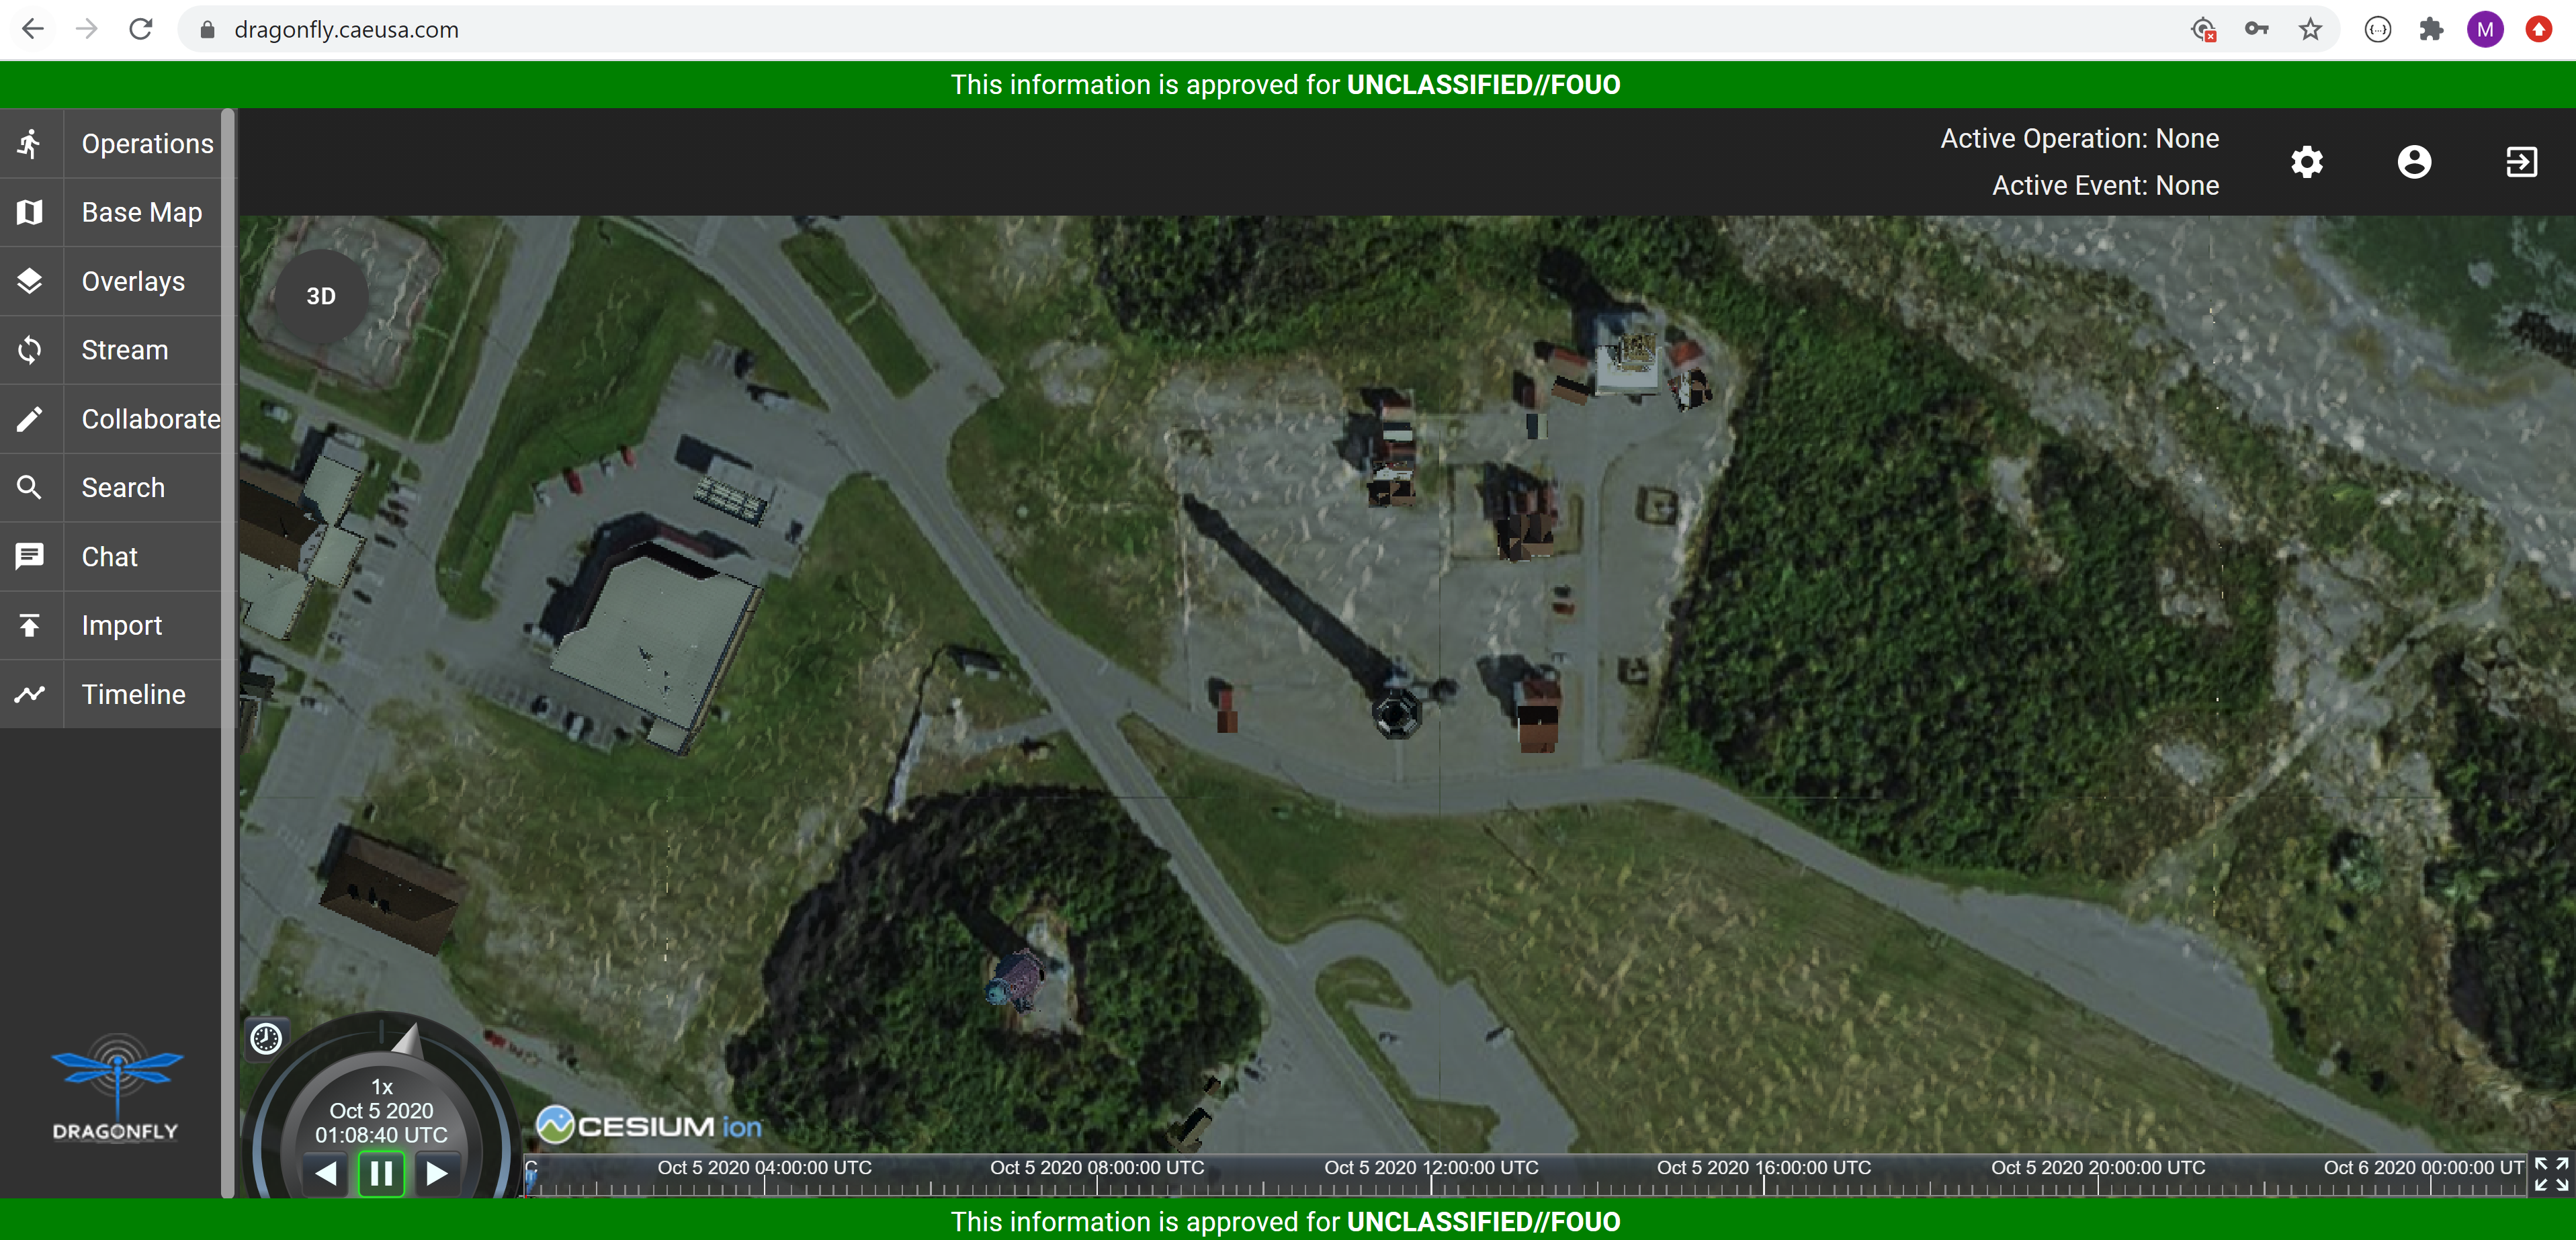 dragonfly.caeusa.com
M
This information is approved for UNCLASSIFIED//FOUO
Operations
Base Map
Overlays
Stream
Collaborate
Search
Chat
Import
Timeline
Active Operation: None
Active Event: None
3D
DRAGONFLY
1x
Oct 5 2020
01:08:40 UTC
CESIUM ion
C
Oct 5 2020 04:00:00 UTC
Oct 5 2020 08:00:00 UTC
Oct 5 2020 12:00:00 UTC
Oct 5 2020 16:00:00 UTC
Oct 5 2020 20:00:00 UTC
Oct 6 2020 00:00:00 UT
This information is approved for UNCLASSIFIED//FOUO